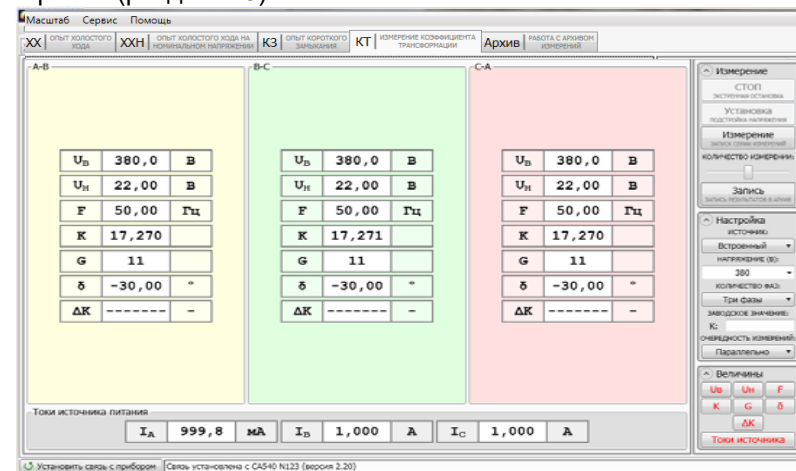 Масштаб Сервис Помощь
ХХ ОПЫТ ХОЛОСТОГО ХОДА ХХН ОПЫТ ХОЛОСТОГО ХОДА НА НОМИНАЛЬНОМ НАПРЯЖЕНИИ КЗ ОПЫТ КОРОТКОГО ЗАМЫКАНИЯ КТ ИЗМЕРЕНИЕ КОЭФФИЦИЕНТА ТРАНСФОРМАЦИИ Архив РАБОТА С АРХИВОМ ИЗМЕРЕНИЙ
A-B B-C C-A
UВ 380,0 В UВ 380,0 В UВ 380,0 В
UН 22,00 В UН 22,00 В UН 22,00 В
F 50,00 Гц F 50,00 Гц F 50,00 Гц
K 17,270 K 17,271 K 17,270
G 11 G 11 G 11
δ -30,00 ° δ -30,00 ° δ -30,00 °
ΔK ------- – ΔK ------- – ΔK ------- –
Токи источника питания
IA 999,8 мА IB 1,000 А IC 1,000 А
Измерение
СТОП
ЭКСТРЕННАЯ ОСТАНОВКА
Установка
ПОДСТРОЙКА НАПРЯЖЕНИЯ
Измерение
ЗАПИСЬ СЕРИИ ИЗМЕРЕНИЙ
КОЛИЧЕСТВО ИЗМЕРЕНИЙ:
Запись
ЗАПИСЬ РЕЗУЛЬТАТОВ В АРХИВ
Настройка
ИСТОЧНИК:
Встроенный
НАПРЯЖЕНИЕ (В):
380
КОЛИЧЕСТВО ФАЗ:
Три фазы
ЗАВОДСКОЕ ЗНАЧЕНИЕ:
K:
ОЧЕРЕДНОСТЬ ИЗМЕРЕНИЙ:
Параллельно
Величины
Uв Uн F
K G δ
ΔK
Токи источника
Установить связь с прибором Связь установлена с CA540 N123 (версия 2.20)